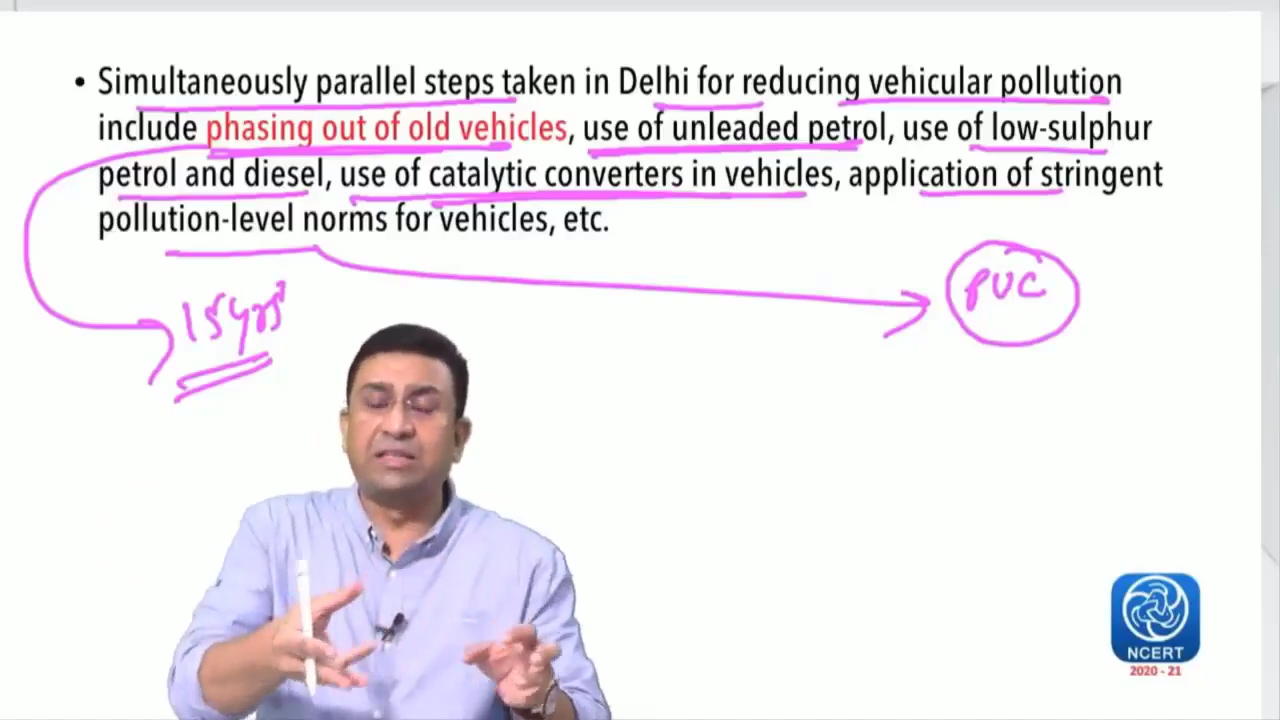 • Simultaneously parallel steps taken in Delhi for reducing vehicular pollution
include phasing out of old vehicles, use of unleaded petrol, use of low-sulphur
petrol and diesel, use of catalytic converters in vehicles, application of stringent
pollution-level norms for vehicles, etc.
15yrs
PUC
NCERT
2020 - 21